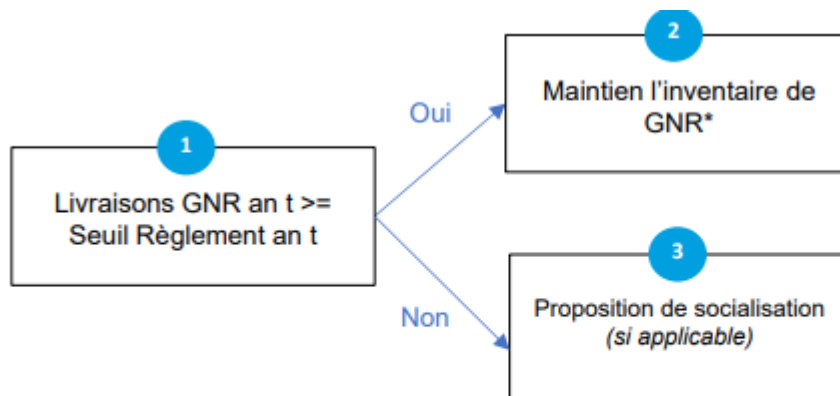 1
Livraisons GNR an t >=
Seuil Règlement an t
Oui
Non
2
Maintien l'inventaire de
GNR*
3
Proposition de socialisation
(si applicable)